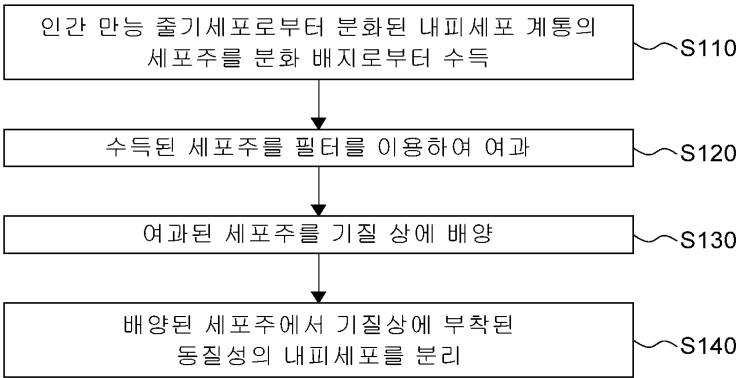 인간 만능 줄기세포로부터 분화된 내피세포 계통의
세포주를 분화 배지로부터 수득
S110
수득된 세포주를 필터를 이용하여 여과
S120
여과된 세포주를 기질 상에 배양
S130
배양된 세포주에서 기질상에 부착된
동질성의 내피세포를 분리
S140